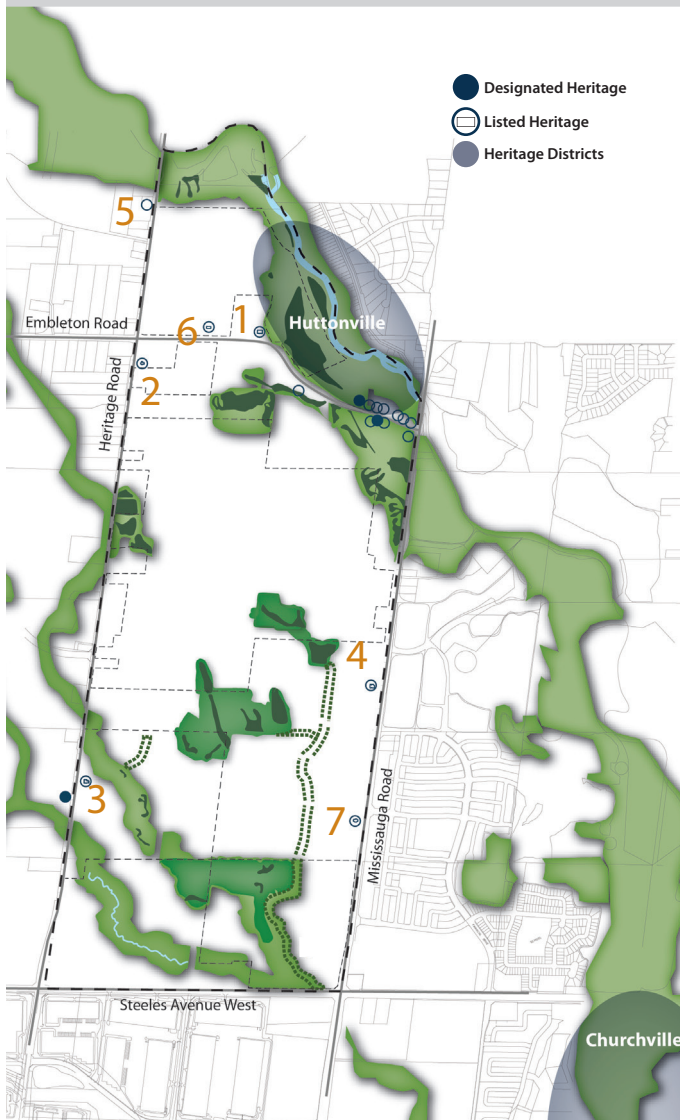 Designated Heritage
Listed Heritage
Heritage Districts
5
1
6
Embleton Road
Huttonville
2
Heritage Road
4
3
7
Mississauga Road
Steeles Avenue West
Churchville